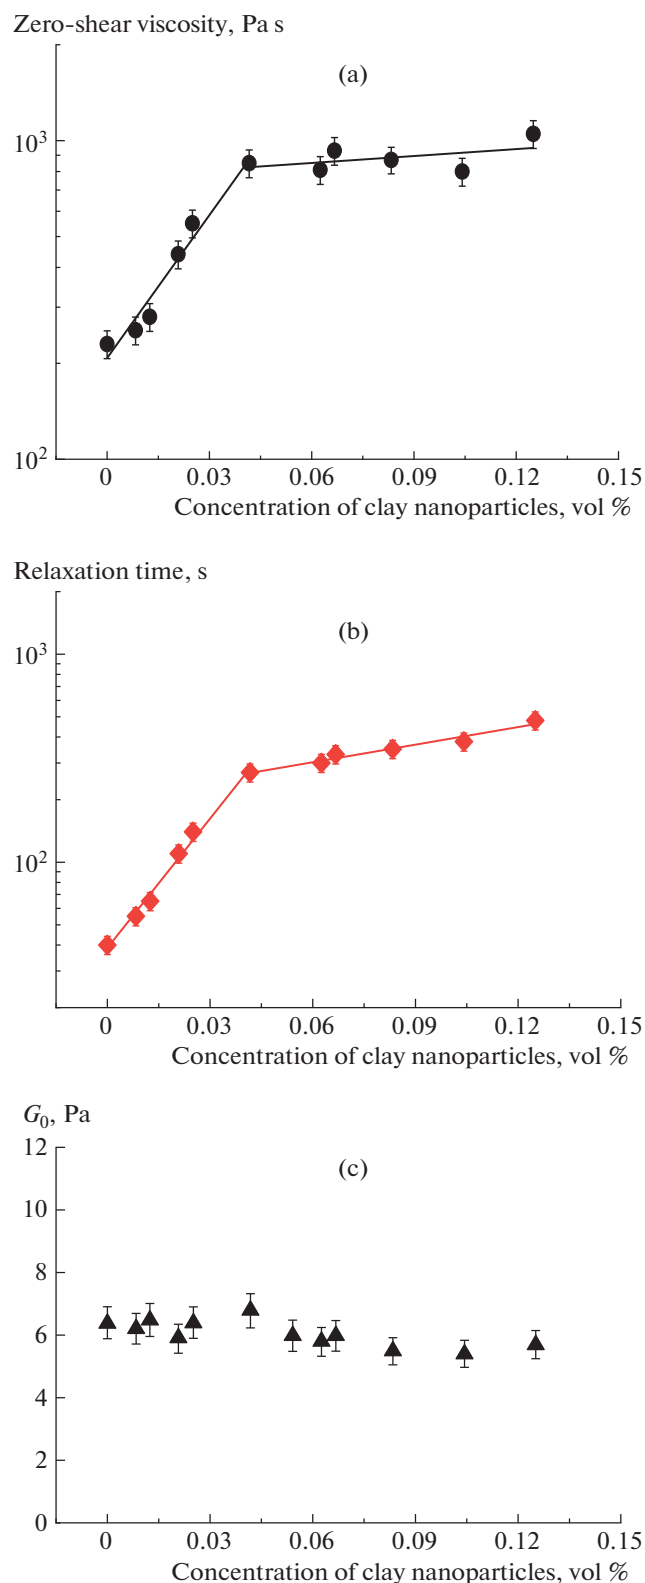 Zero-shear viscosity, Pa s
(a)
10³
10²
0 0.03 0.06 0.09 0.12 0.15
Concentration of clay nanoparticles, vol %
Relaxation time, s
(b)
10³
10²
0 0.03 0.06 0.09 0.12 0.15
Concentration of clay nanoparticles, vol %
G₀, Pa
12
(c)
10
8
6
4
2
0
0 0.03 0.06 0.09 0.12 0.15
Concentration of clay nanoparticles, vol %